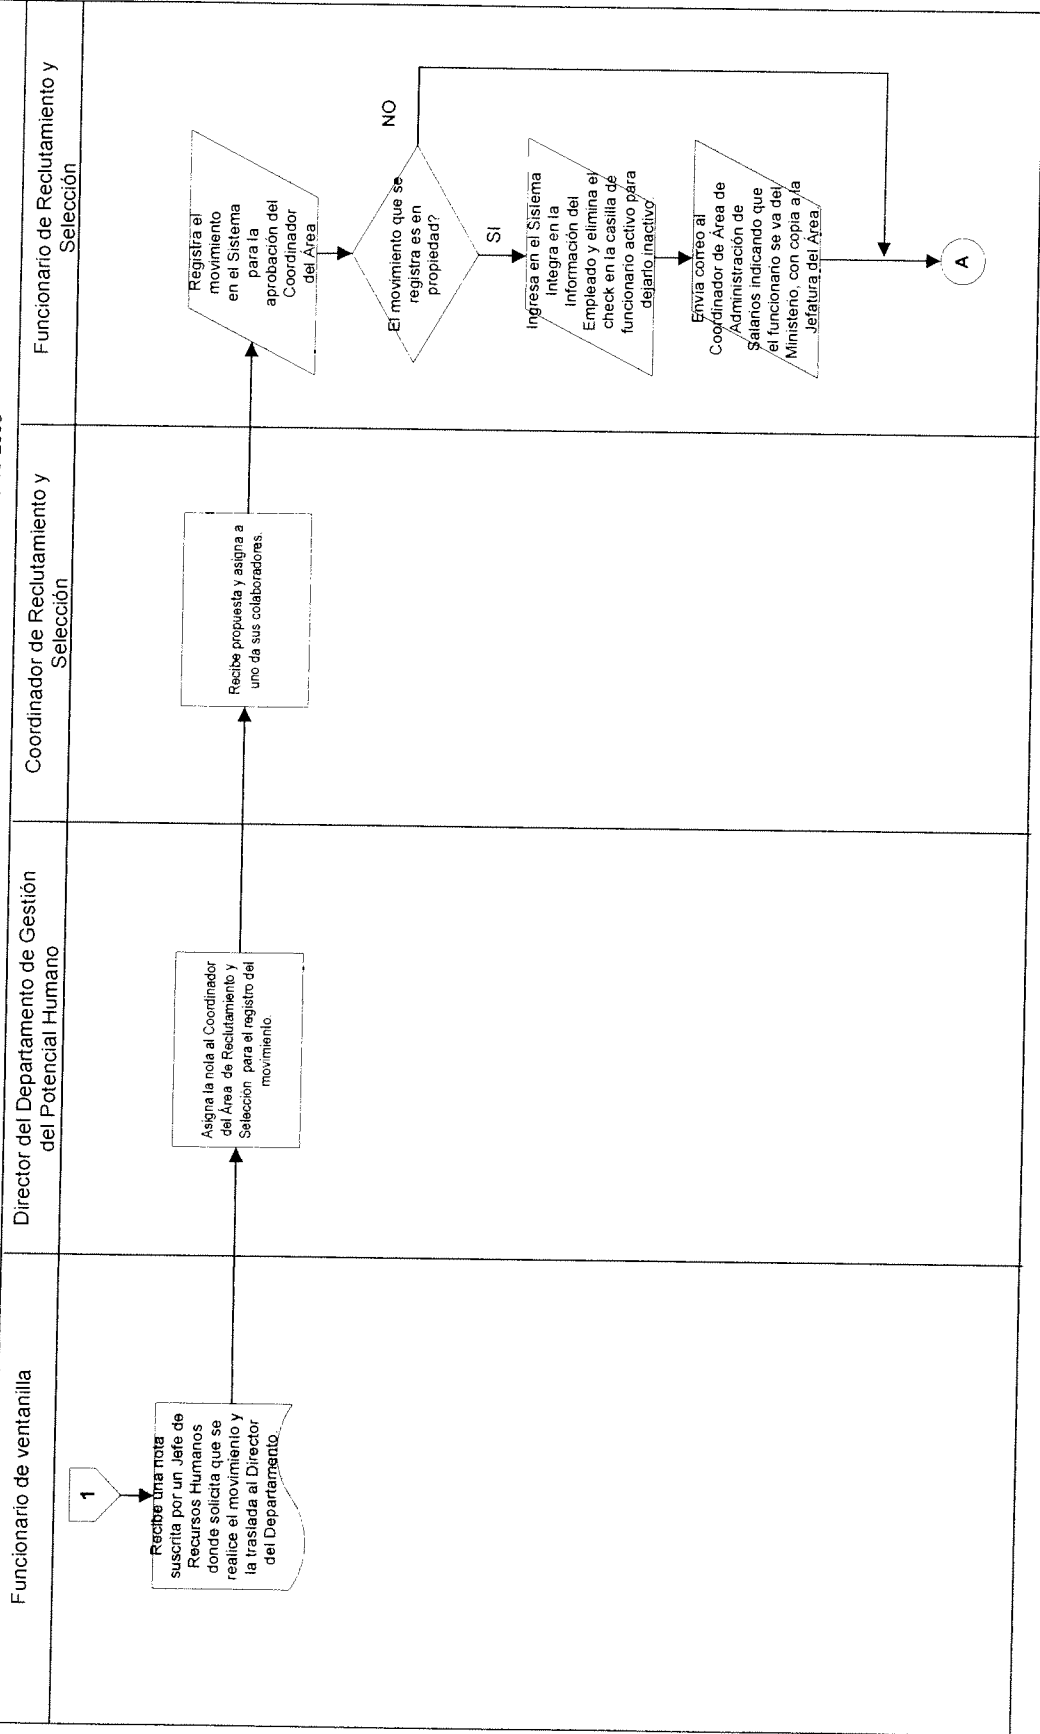 Funcionario de ventanilla
Director del Departamento de Gestión
del Potencial Humano
Coordinador de Reclutamiento y
Selección
Funcionario de Reclutamiento y
Selección
1
Recibe una nota
suscrita por un Jefe de
Recursos Humanos
donde solicita que se
realice el movimiento y
la traslada al Director
del Departamento.
Asigna la nota al Coordinador
del Área de Reclutamiento y
Selección para el registro del
movimiento.
Recibe propuesta y asigna a
uno da sus colaboradores.
Registra el
movimiento
en el Sistema
para la
aprobación del
Coordinador
del Área
El movimiento que se
registra es en
propiedad?
NO
SI
Ingresa en el Sistema
Integra en la
Información del
Empleado y elimina el
check en la casilla de
funcionario activo para
dejarlo inactivo
Envia correo al
Coordinador de Área de
Administración de
Salarios indicando que
el funcionario se va del
Ministerio, con copia a la
Jefatura del Área
A